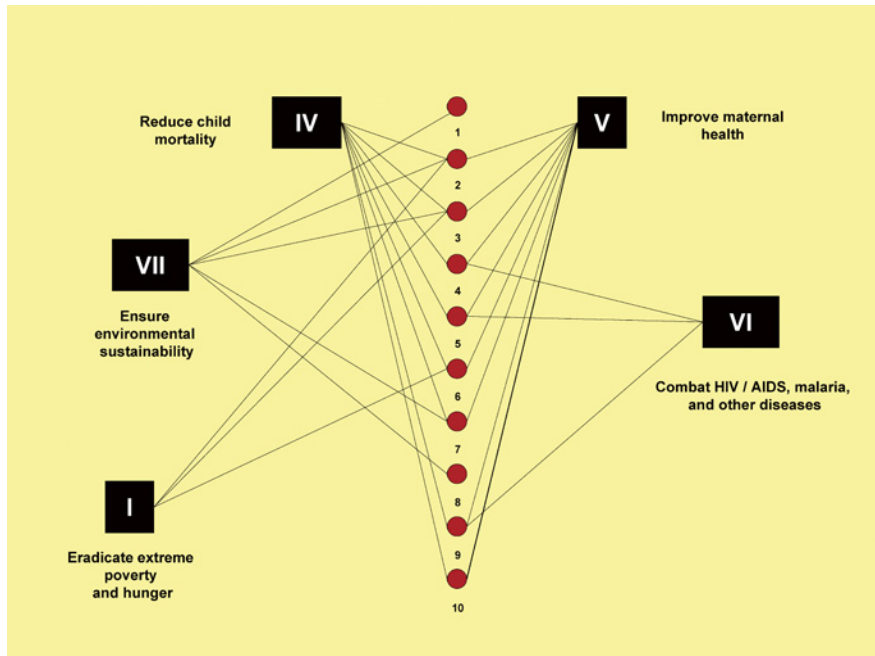 IV
Reduce child
mortality
V
Improve maternal
health
VII
Ensure
environmental
sustainability
VI
Combat HIV / AIDS, malaria,
and other diseases
I
Eradicate extreme
poverty
and hunger
1
2
3
4
5
6
7
8
9
10